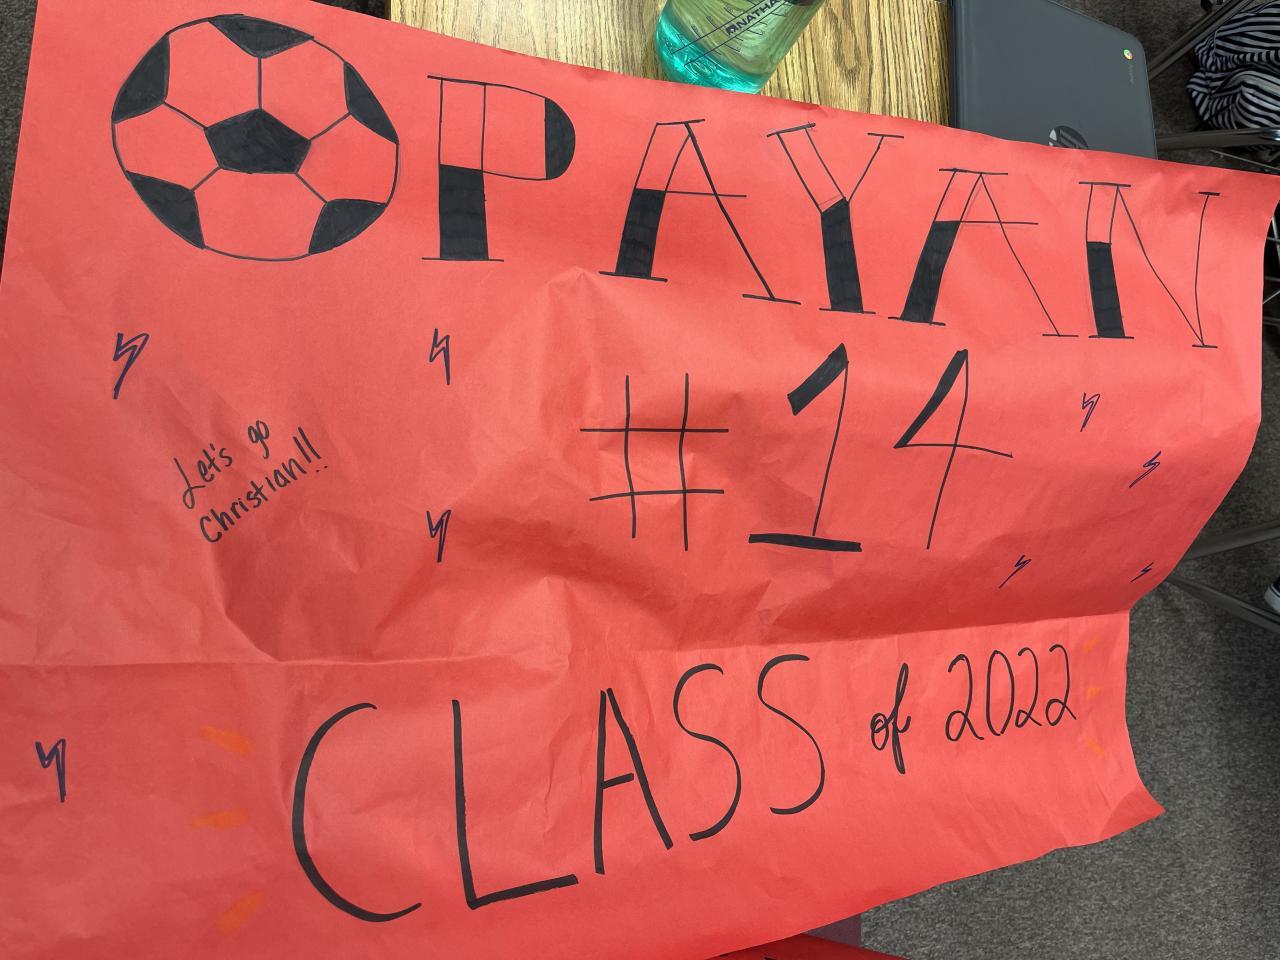 PAYAN
#14
Let's go
Christian!!
CLASS of 2022